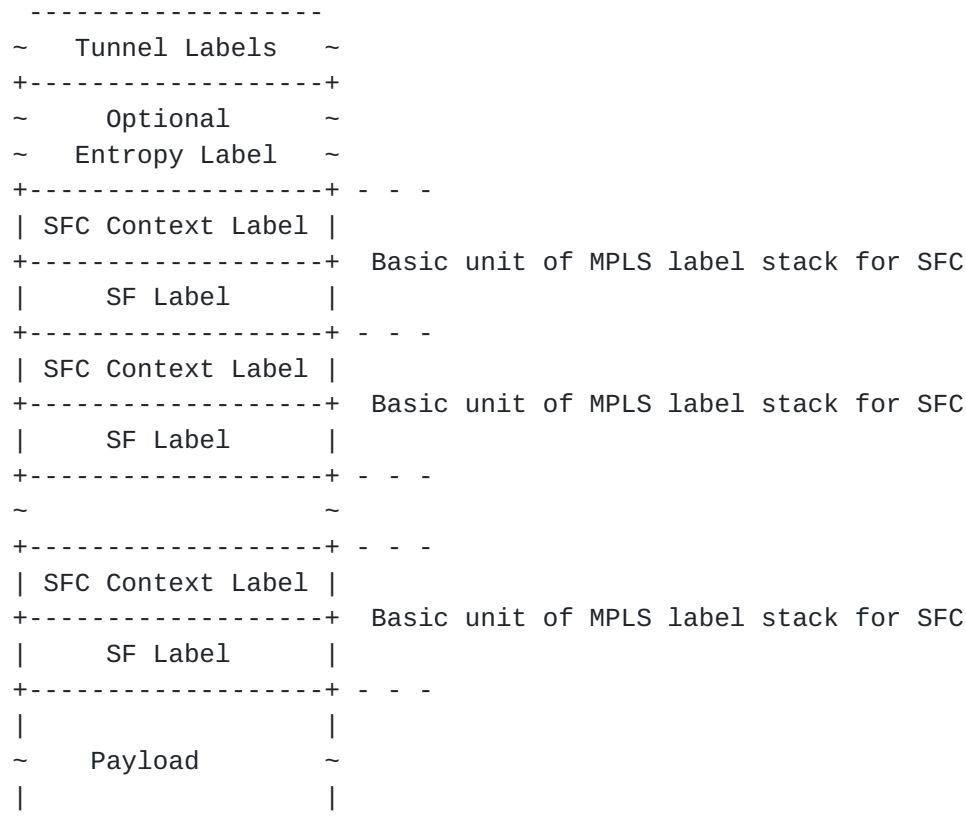 -------------------
~   Tunnel Labels   ~
+-------------------+
~      Optional     ~
~   Entropy Label   ~
+-------------------+ - - -
| SFC Context Label |
+-------------------+  Basic unit of MPLS label stack for SFC
|      SF Label     |
+-------------------+ - - -
| SFC Context Label |
+-------------------+  Basic unit of MPLS label stack for SFC
|      SF Label     |
+-------------------+ - - -
~                   ~
+-------------------+ - - -
| SFC Context Label |
+-------------------+  Basic unit of MPLS label stack for SFC
|      SF Label     |
+-------------------+ - - -
|                   |
~    Payload        ~
|                   |